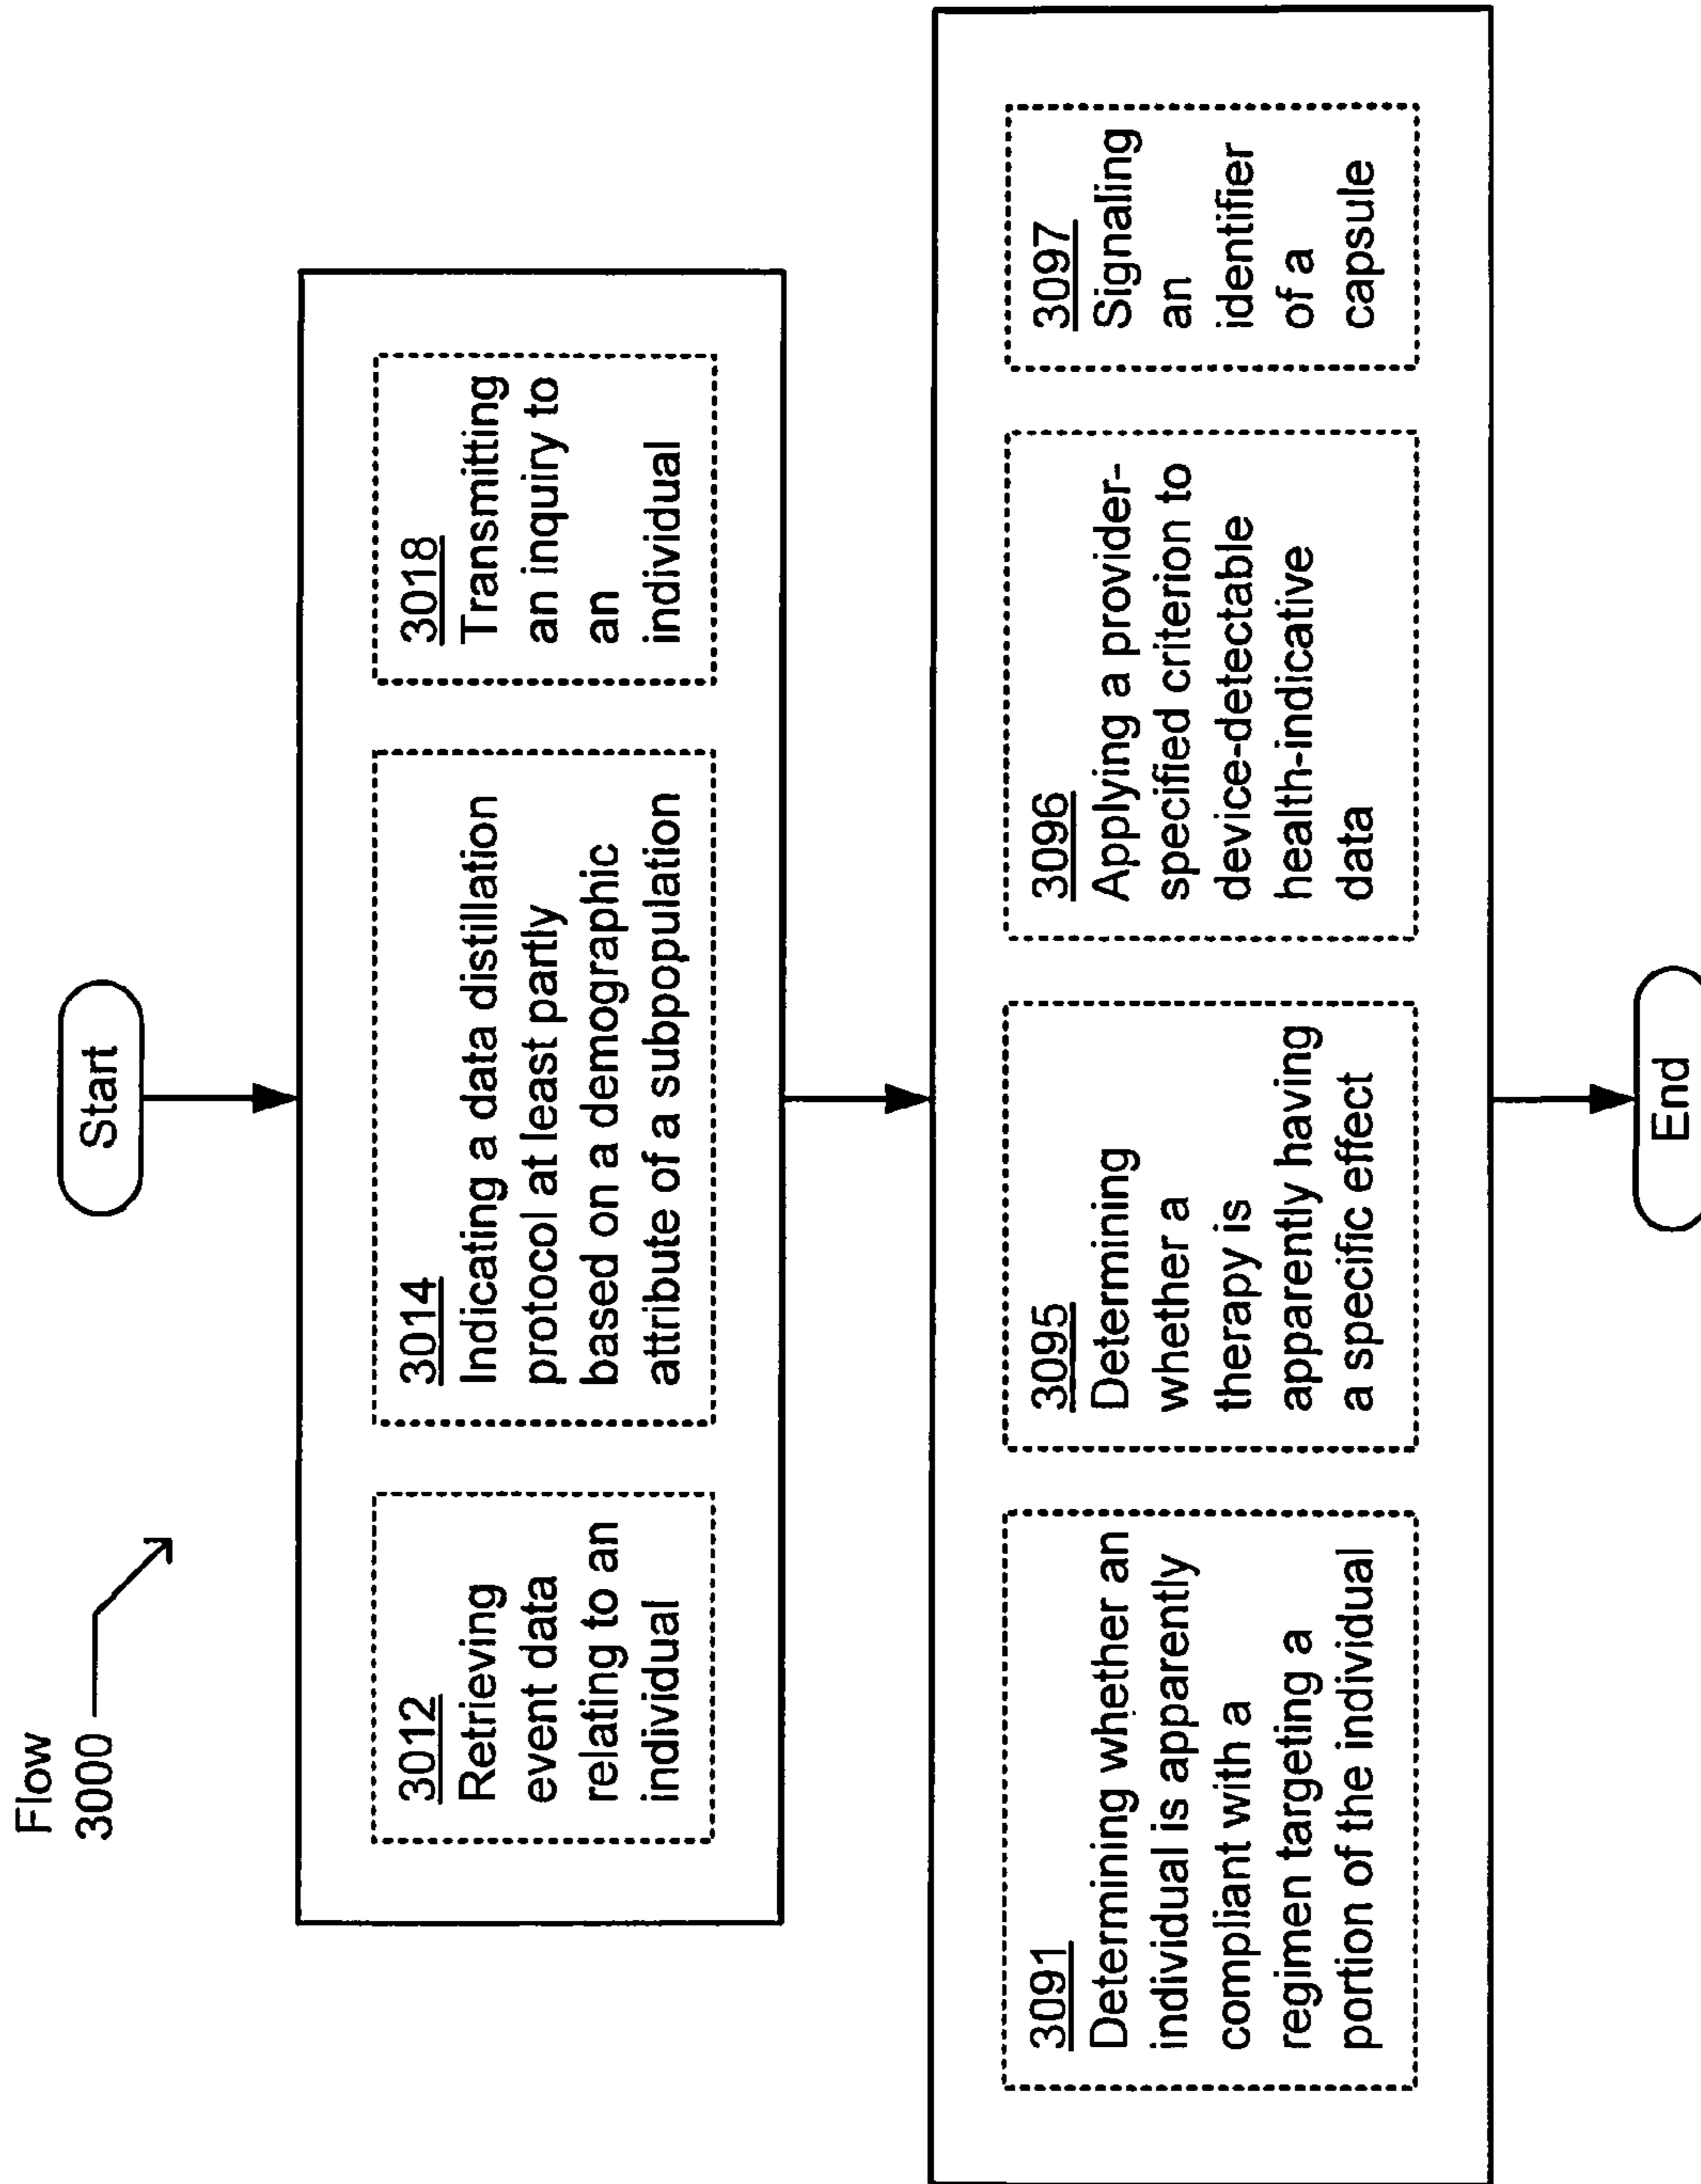 Flow
3000
Start
3012
Retrieving
event data
relating to an
individual
3014
Indicating a data distillation
protocol at least partly
based on a demographic
attribute of a subpopulation
3018
Transmitting
an inquiry to
an
individual
3091
Determining whether an
individual is apparently
compliant with a
regimen targeting a
portion of the individual
3095
Determining
whether a
therapy is
apparently having
a specific effect
3096
Applying a provider-
specified criterion to
device-detectable
health-indicative
data
3097
Signaling
an
identifier
of a
capsule
End